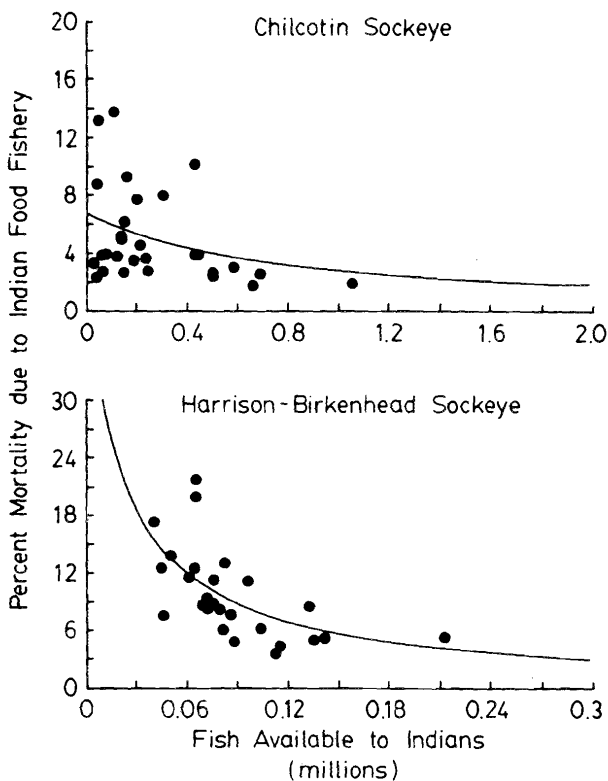 Percent Mortality due to Indian Food Fishery
Chilcotin Sockeye
20
16
12
8
4
0
0 0.4 0.8 1.2 1.6 2.0
Harrison-Birkenhead Sockeye
30
24
18
12
6
0
0 0.06 0.12 0.18 0.24 0.3
Fish Available to Indians
(millions)